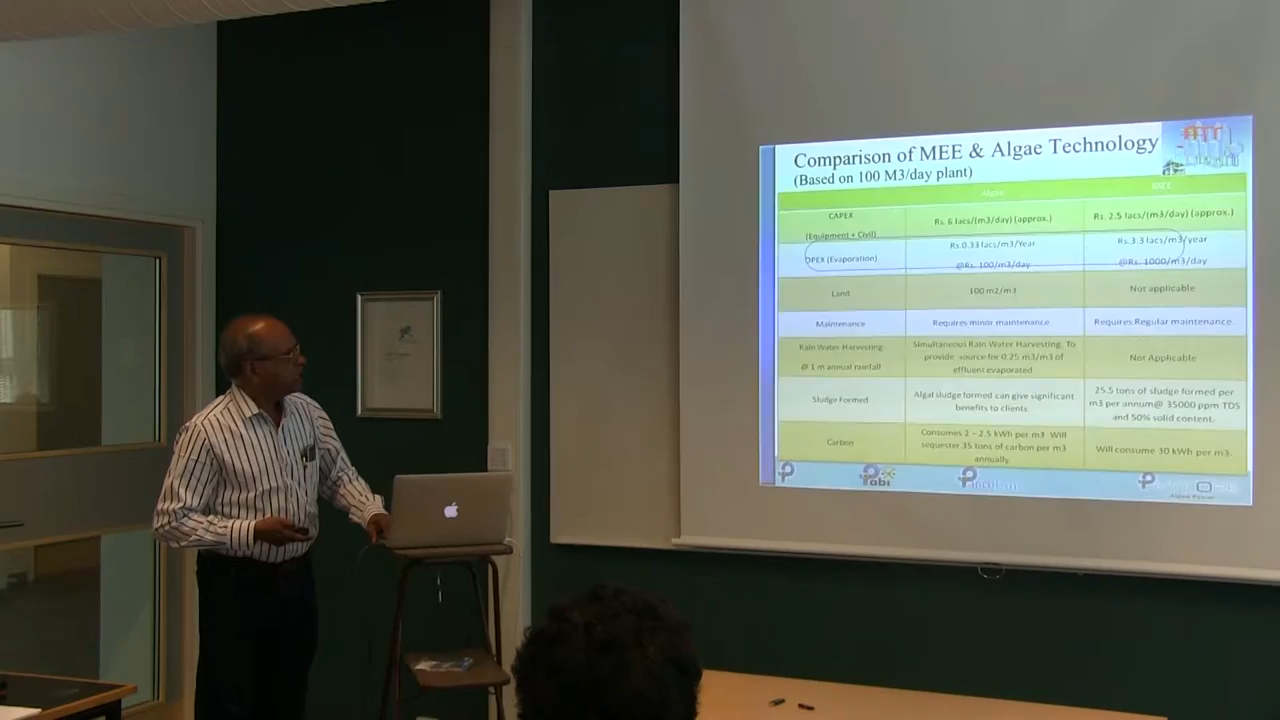 Comparison of MEE & Algae Technology
(Based on 100 M3/day plant)
Algae MEE
CAPEX
(Equipment + Civil)
Rs. 6 lacs/(m3/day) (approx.)
Rs. 2.5 lacs/(m3/day) (approx.)
OPEX (Evaporation)
Rs.0.33 lacs/m3/Year
@Rs. 100/m3/day
Rs.3.3 lacs/m3/year
@Rs. 1000/m3/day
Land
100 m2/m3
Not applicable
Maintenance
Requires minor maintenance
Requires Regular maintenance.
Rain Water Harvesting
@ 1 m annual rainfall
Simultaneous Rain Water Harvesting. To
provide source for 0.25 m3/m3 of
effluent evaporated
Not Applicable
Sludge Formed
Algal sludge formed can give significant
benefits to clients
25.5 tons of sludge formed per
m3 per annum@ 35000 ppm TDS
and 50% solid content.
Carbon
Consumes 2 – 2.5 kWh per m3 Will
sequester 35 tons of carbon per m3
annually.
Will consume 30 kWh per m3.
Algae Power